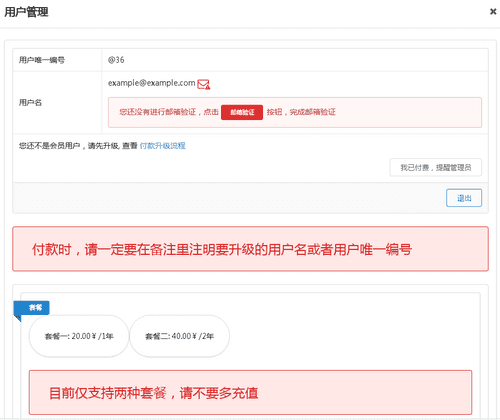 用户管理
用户唯一编号 @36
example@example.com
用户名
您还没有进行邮箱验证，点击 邮箱验证 按钮，完成邮箱验证
您还不是会员用户，请先升级, 查看 付款升级流程
我已付费，提醒管理员
退出
付款时，请一定要在备注里注明要升级的用户名或者用户唯一编号
套餐
套餐一: 20.00 ¥ /1年 套餐二: 40.00 ¥ /2年
目前仅支持两种套餐，请不要多充值